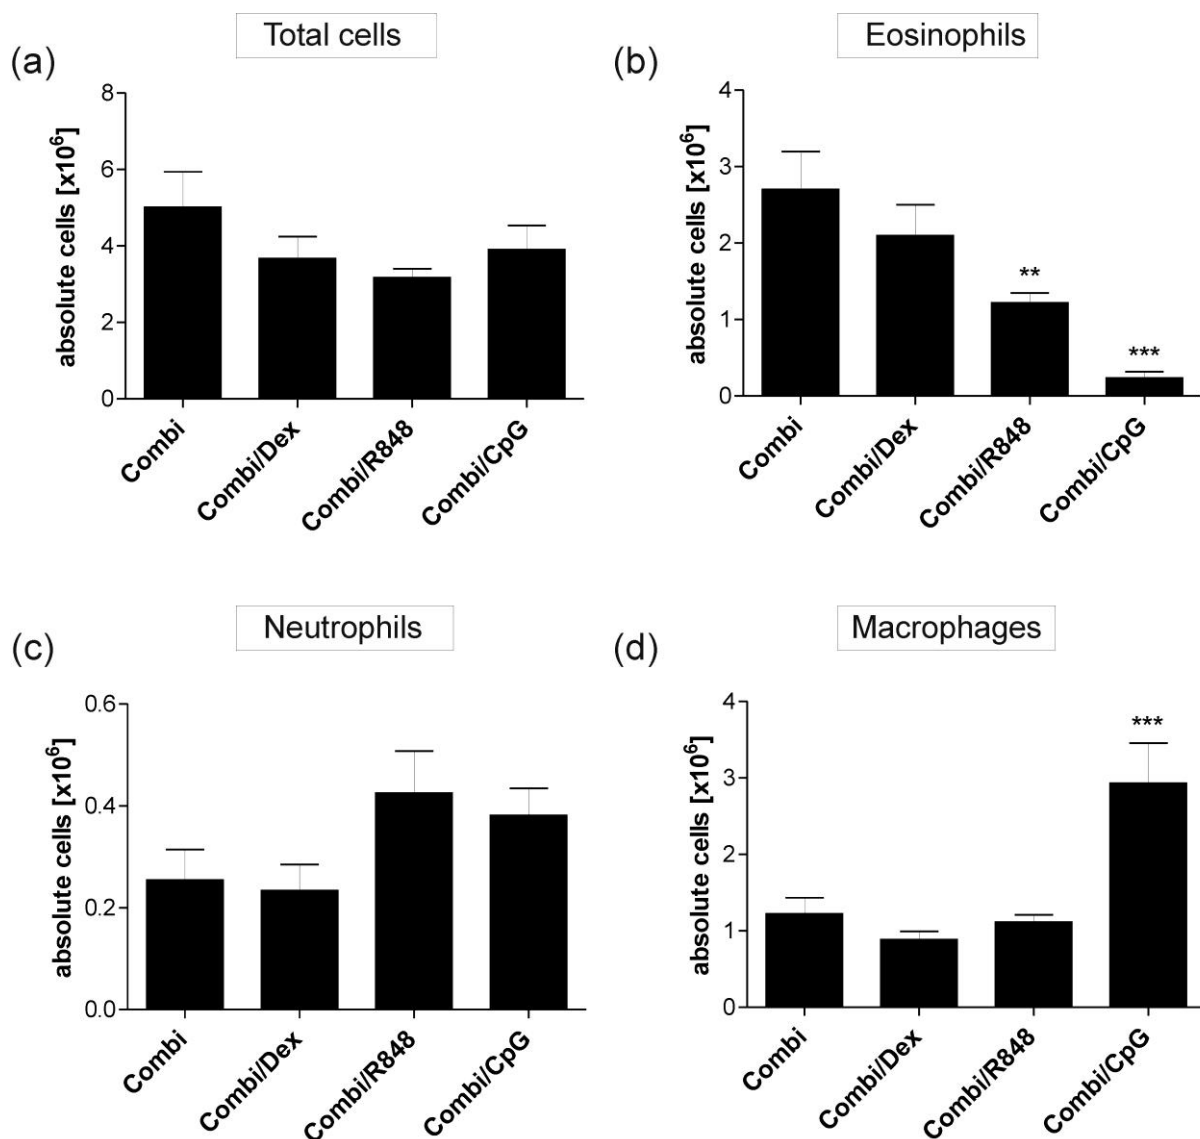 (a)
Total cells
absolute cells [x10⁶]
8
6
4
2
0
Combi
Combi/Dex
Combi/R848
Combi/CpG
(b)
Eosinophils
absolute cells [x10⁶]
4
3
2
1
0
**
***
Combi
Combi/Dex
Combi/R848
Combi/CpG
(c)
Neutrophils
absolute cells [x10⁶]
0.6
0.4
0.2
0.0
Combi
Combi/Dex
Combi/R848
Combi/CpG
(d)
Macrophages
absolute cells [x10⁶]
4
3
2
1
0
***
Combi
Combi/Dex
Combi/R848
Combi/CpG